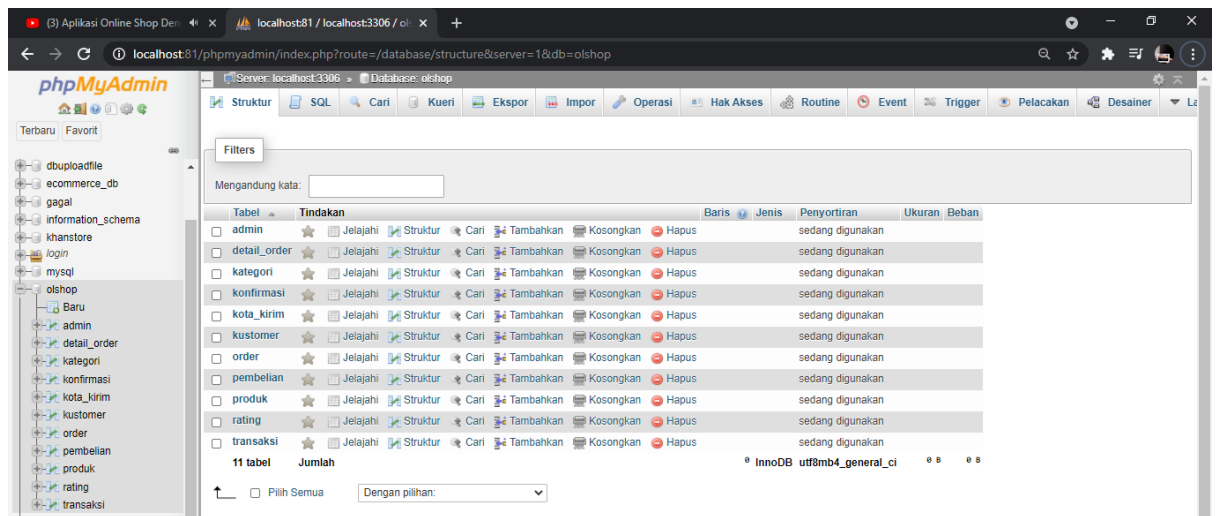 (3) Aplikasi Online Shop Den
localhost:81 / localhost:3306 / ol
localhost:81/phpmyadmin/index.php?route=/database/structure&server=1&db=olshop
phpMyAdmin
Terbaru Favorit
dbuploadfile
ecommerce_db
gagal
information_schema
khanstore
login
mysql
olshop
Baru
admin
detail_order
kategori
konfirmasi
kota_kirim
kustomer
order
pembelian
produk
rating
transaksi
Server: localhost:3306 » Database: olshop
Struktur SQL Cari Kueri Ekspor Impor Operasi Hak Akses Routine Event Trigger Pelacakan Desainer La
Filters
Mengandung kata:
Tabel Tindakan Baris Jenis Penyortiran Ukuran Beban
admin Jelajahi Struktur Cari Tambahkan Kosongkan Hapus sedang digunakan
detail_order Jelajahi Struktur Cari Tambahkan Kosongkan Hapus sedang digunakan
kategori Jelajahi Struktur Cari Tambahkan Kosongkan Hapus sedang digunakan
konfirmasi Jelajahi Struktur Cari Tambahkan Kosongkan Hapus sedang digunakan
kota_kirim Jelajahi Struktur Cari Tambahkan Kosongkan Hapus sedang digunakan
kustomer Jelajahi Struktur Cari Tambahkan Kosongkan Hapus sedang digunakan
order Jelajahi Struktur Cari Tambahkan Kosongkan Hapus sedang digunakan
pembelian Jelajahi Struktur Cari Tambahkan Kosongkan Hapus sedang digunakan
produk Jelajahi Struktur Cari Tambahkan Kosongkan Hapus sedang digunakan
rating Jelajahi Struktur Cari Tambahkan Kosongkan Hapus sedang digunakan
transaksi Jelajahi Struktur Cari Tambahkan Kosongkan Hapus sedang digunakan
11 tabel Jumlah 0 InnoDB utf8mb4_general_ci 0 B 0 B
Pilih Semua Dengan pilihan: